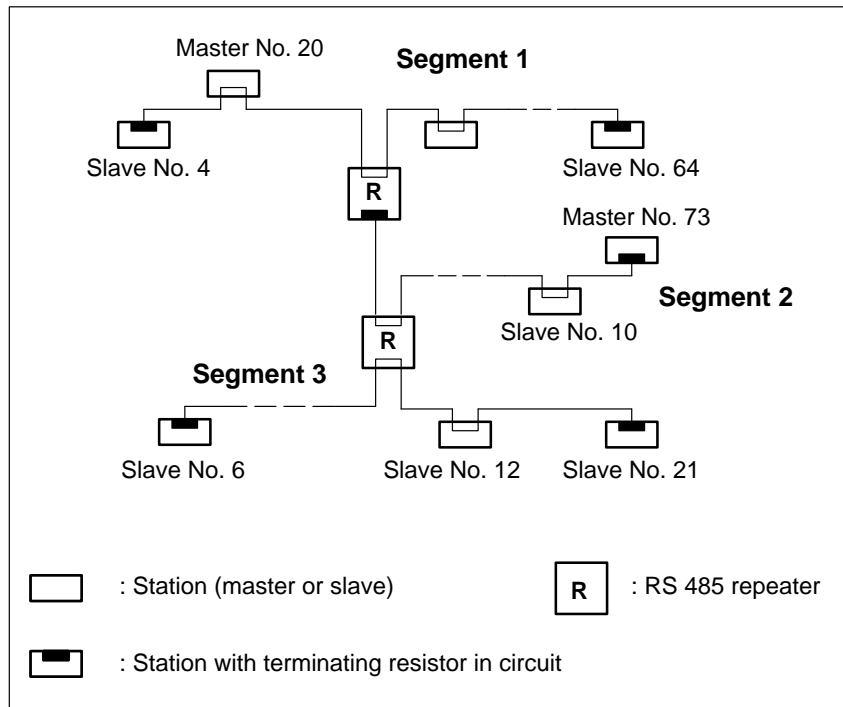 Master No. 20
Segment 1
Slave No. 4
Slave No. 64
R
Master No. 73
Segment 2
Slave No. 10
R
Segment 3
Slave No. 6
Slave No. 12
Slave No. 21
: Station (master or slave)
R
: RS 485 repeater
: Station with terminating resistor in circuit